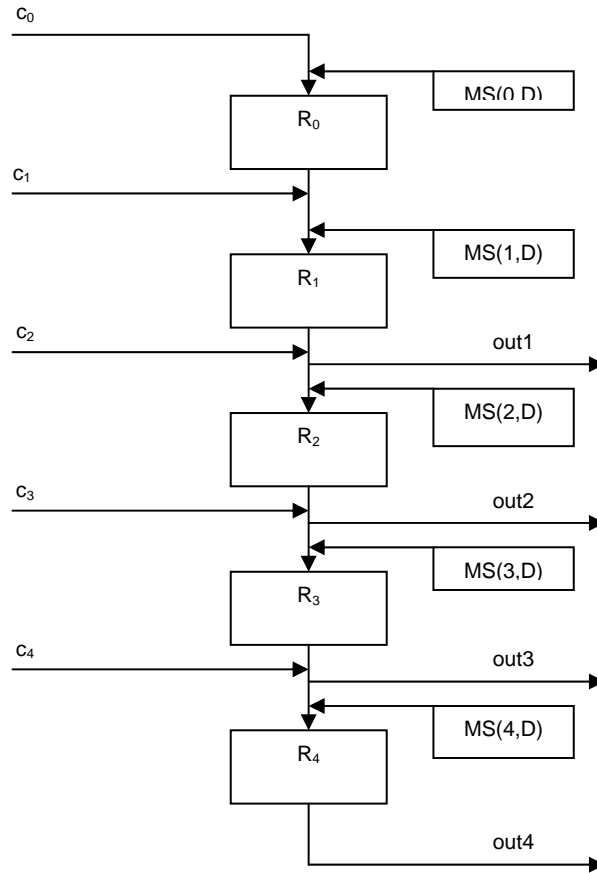 c₀
MS(0,D)
R₀
c₁
MS(1,D)
R₁
c₂
out1
MS(2,D)
R₂
c₃
out2
MS(3,D)
R₃
c₄
out3
MS(4,D)
R₄
out4